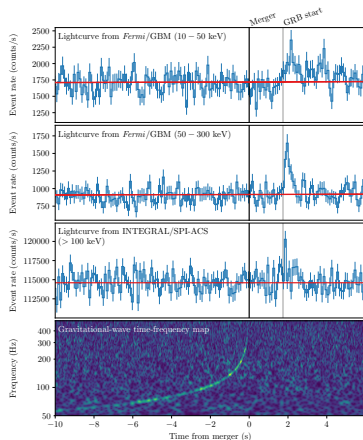 Merger
GRB start
Lightcurve from Fermi/GBM (10 − 50 keV)
Event rate (counts/s)
2500
2250
2000
1750
1500
1250
Lightcurve from Fermi/GBM (50 − 300 keV)
Event rate (counts/s)
1750
1500
1250
1000
750
Lightcurve from INTEGRAL/SPI-ACS
(> 100 keV)
Event rate (counts/s)
120000
117500
115000
112500
Gravitational-wave time-frequency map
Frequency (Hz)
400
300
200
100
50
−10 −8 −6 −4 −2 0 2 4
Time from merger (s)